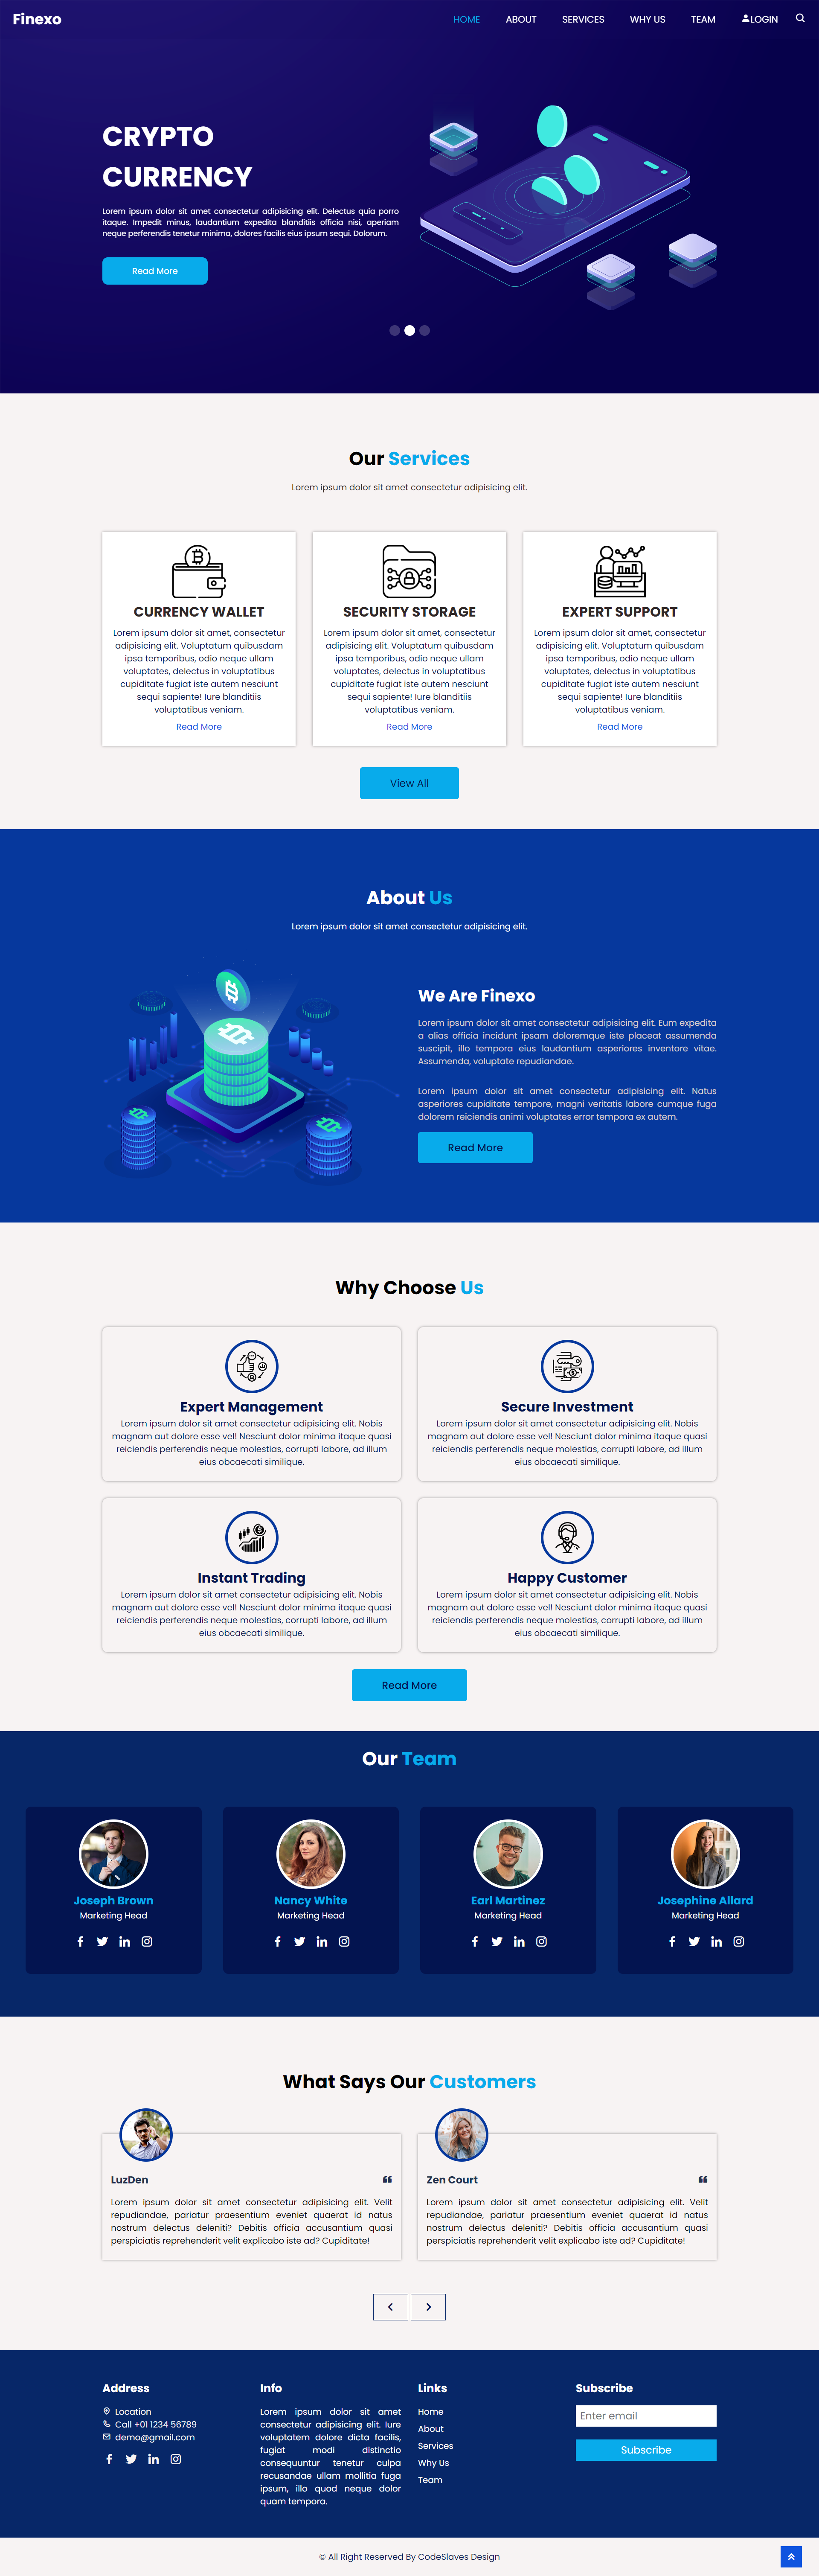 Finexo
HOME ABOUT SERVICES WHY US TEAM LOGIN
CRYPTO
CURRENCY
Lorem ipsum dolor sit amet consectetur adipisicing elit. Delectus quia porro
itaque. Impedit minus, laudantium expedita blanditiis officia nisi, aperiam
neque perferendis tenetur minima, dolores facilis eius ipsum sequi. Dolorum.
Read More
Our Services
Lorem ipsum dolor sit amet consectetur adipisicing elit.
CURRENCY WALLET
Lorem ipsum dolor sit amet, consectetur
adipisicing elit. Voluptatum quibusdam
ipsa temporibus, odio neque ullam
voluptates, delectus in voluptatibus
cupiditate fugiat iste autem nesciunt
sequi sapiente! Iure blanditiis
voluptatibus veniam.
Read More
SECURITY STORAGE
Lorem ipsum dolor sit amet, consectetur
adipisicing elit. Voluptatum quibusdam
ipsa temporibus, odio neque ullam
voluptates, delectus in voluptatibus
cupiditate fugiat iste autem nesciunt
sequi sapiente! Iure blanditiis
voluptatibus veniam.
Read More
EXPERT SUPPORT
Lorem ipsum dolor sit amet, consectetur
adipisicing elit. Voluptatum quibusdam
ipsa temporibus, odio neque ullam
voluptates, delectus in voluptatibus
cupiditate fugiat iste autem nesciunt
sequi sapiente! Iure blanditiis
voluptatibus veniam.
Read More
View All
About Us
Lorem ipsum dolor sit amet consectetur adipisicing elit.
We Are Finexo
Lorem ipsum dolor sit amet consectetur adipisicing elit. Eum expedita
a alias officia incidunt ipsam doloremque iste placeat assumenda
suscipit, illo tempora eius laudantium asperiores inventore vitae.
Assumenda, voluptate repudiandae.
Lorem ipsum dolor sit amet consectetur adipisicing elit. Natus
asperiores cupiditate tempore, magni veritatis labore cumque fuga
dolorem reiciendis animi voluptates error tempora ex autem.
Read More
Why Choose Us
Expert Management
Lorem ipsum dolor sit amet consectetur adipisicing elit. Nobis
magnam aut dolore esse vel! Nesciunt dolor minima itaque quasi
reiciendis perferendis neque molestias, corrupti labore, ad illum
eius obcaecati similique.
Secure Investment
Lorem ipsum dolor sit amet consectetur adipisicing elit. Nobis
magnam aut dolore esse vel! Nesciunt dolor minima itaque quasi
reiciendis perferendis neque molestias, corrupti labore, ad illum
eius obcaecati similique.
Instant Trading
Lorem ipsum dolor sit amet consectetur adipisicing elit. Nobis
magnam aut dolore esse vel! Nesciunt dolor minima itaque quasi
reiciendis perferendis neque molestias, corrupti labore, ad illum
eius obcaecati similique.
Happy Customer
Lorem ipsum dolor sit amet consectetur adipisicing elit. Nobis
magnam aut dolore esse vel! Nesciunt dolor minima itaque quasi
reiciendis perferendis neque molestias, corrupti labore, ad illum
eius obcaecati similique.
Read More
Our Team
Joseph Brown
Marketing Head
Nancy White
Marketing Head
Earl Martinez
Marketing Head
Josephine Allard
Marketing Head
What Says Our Customers
LuzDen
Lorem ipsum dolor sit amet consectetur adipisicing elit. Velit
repudiandae, pariatur praesentium eveniet quaerat id natus
nostrum delectus deleniti? Debitis officia accusantium quasi
perspiciatis reprehenderit velit explicabo iste ad? Cupiditate!
Zen Court
Lorem ipsum dolor sit amet consectetur adipisicing elit. Velit
repudiandae, pariatur praesentium eveniet quaerat id natus
nostrum delectus deleniti? Debitis officia accusantium quasi
perspiciatis reprehenderit velit explicabo iste ad? Cupiditate!
Address
Location
Call +01 1234 56789
demo@gmail.com
Info
Lorem ipsum dolor sit amet
consectetur adipisicing elit. Iure
voluptatem dolore dicta facilis,
fugiat modi distinctio
consequuntur tenetur culpa
recusandae ullam mollitia fuga
ipsum, illo quod neque dolor
quam tempora.
Links
Home
About
Services
Why Us
Team
Subscribe
Enter email
Subscribe
© All Right Reserved By CodeSlaves Design